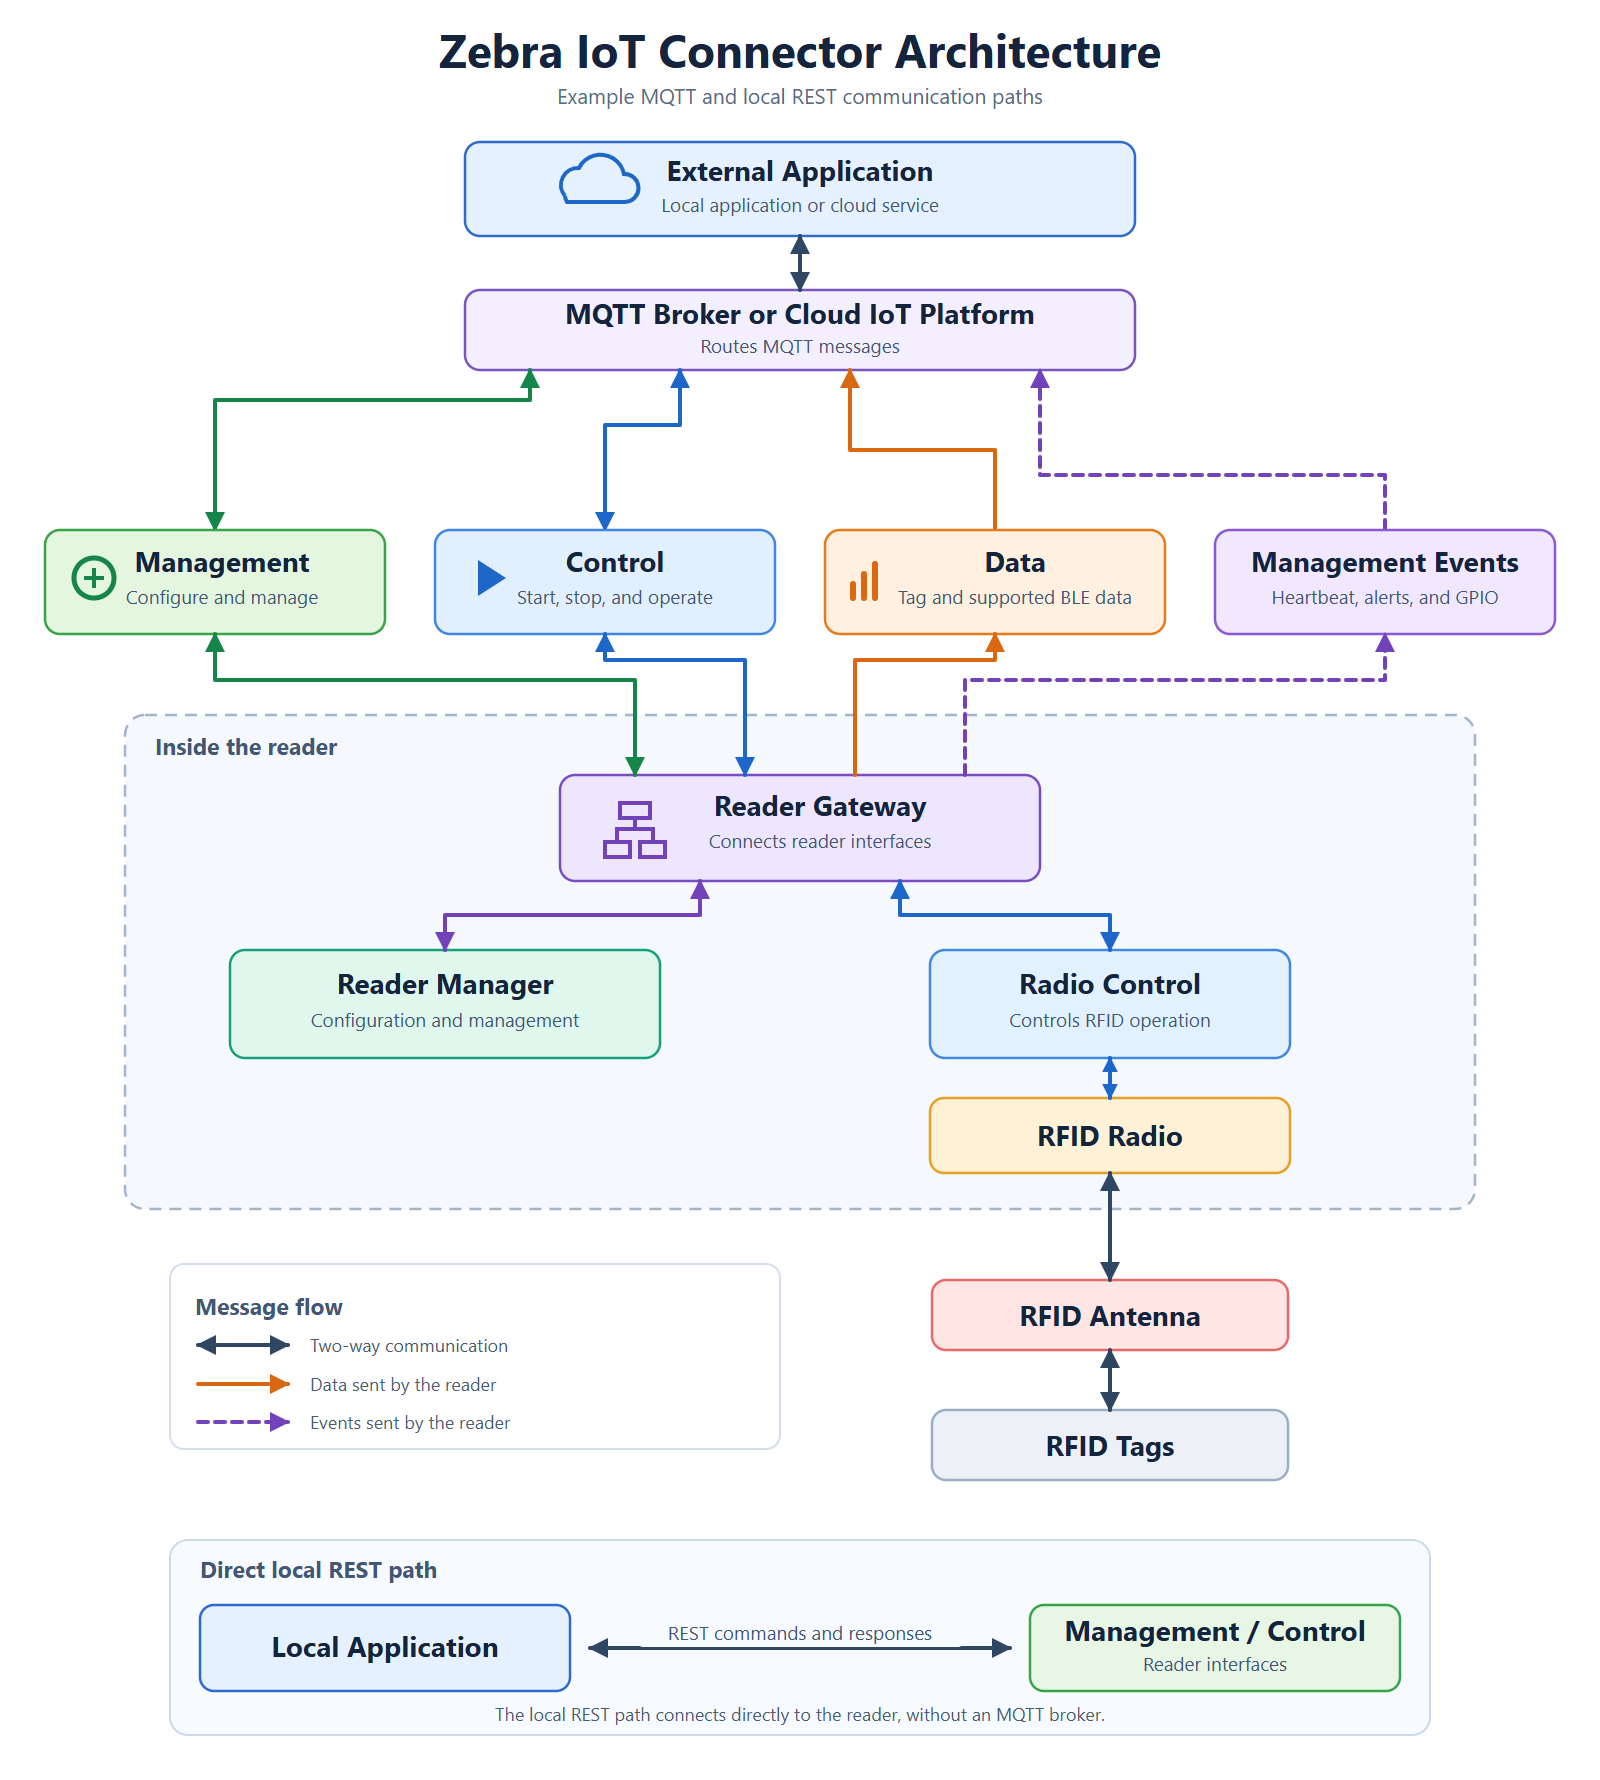 Zebra IoT Connector Architecture
Example MQTT and local REST communication paths
External Application
Local application or cloud service
MQTT Broker or Cloud IoT Platform
Routes MQTT messages
Management
Configure and manage
Control
Start, stop, and operate
Data
Tag and supported BLE data
Management Events
Heartbeat, alerts, and GPIO
Inside the reader
Reader Gateway
Connects reader interfaces
Reader Manager
Configuration and management
Radio Control
Controls RFID operation
RFID Radio
Message flow
Two-way communication
Data sent by the reader
Events sent by the reader
RFID Antenna
RFID Tags
Direct local REST path
Local Application
REST commands and responses
Management / Control
Reader interfaces
The local REST path connects directly to the reader, without an MQTT broker.